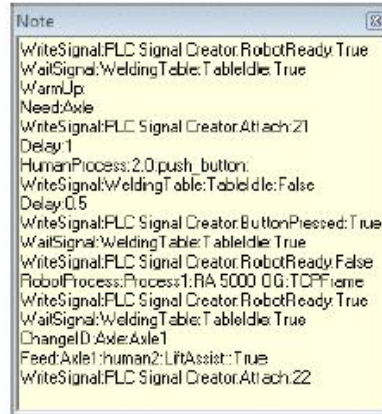 Note
WriteSignal:PLC Signal Creator:RobotReady:True
WaitSignal:WeldingTable:TableIdle:True
WarmUp:
Need:Axle
WriteSignal:PLC Signal Creator:Attach:21
Delay:1
HumanProcess:2.0:push_button:
WriteSignal:WeldingTable:TableIdle:False
Delay:0.5
WriteSignal:PLC Signal Creator:ButtonPressed:True
WaitSignal:WeldingTable:TableIdle:True
WriteSignal:PLC Signal Creator:RobotReady:False
RobotProcess:Process1:RA 5000 OG:TCPFrame
WriteSignal:PLC Signal Creator:RobotReady:True
WaitSignal:WeldingTable:TableIdle:True
ChangeID:Axle:Axle1
Feed:Axle1:human2:LiftAssist::True
WriteSignal:PLC Signal Creator:Attach:22